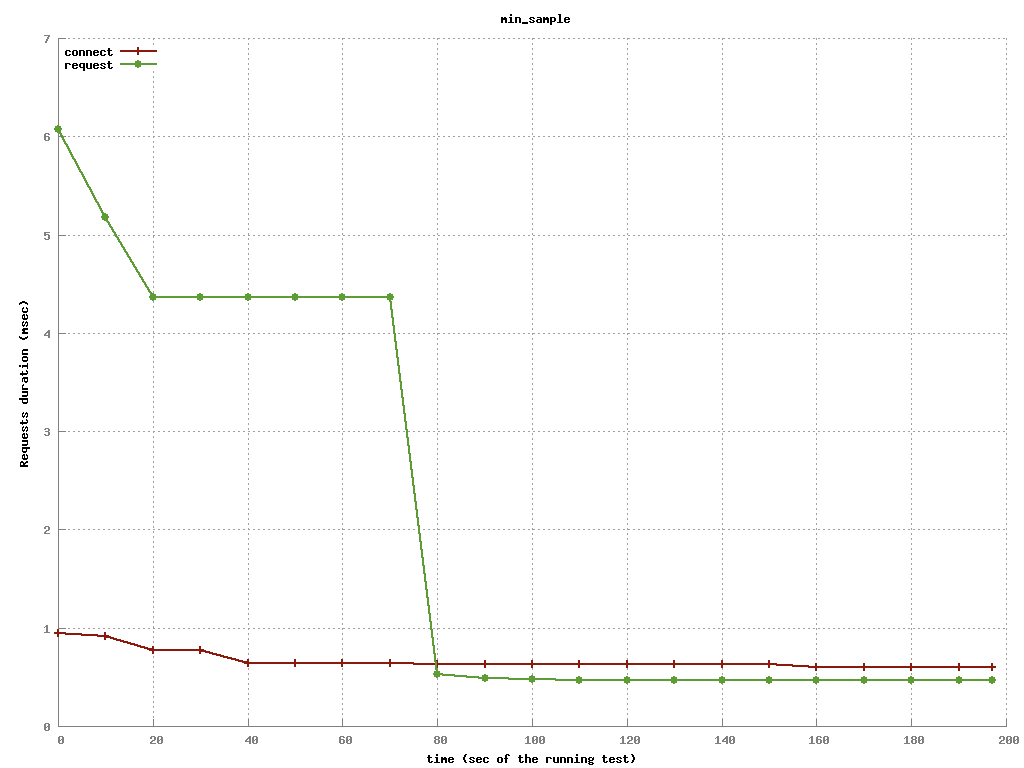 min_sample
7
connect
request
6
5
4
3
2
1
0
Requests duration (msec)
0 20 40 60 80 100 120 140 160 180 200
time (sec of the running test)